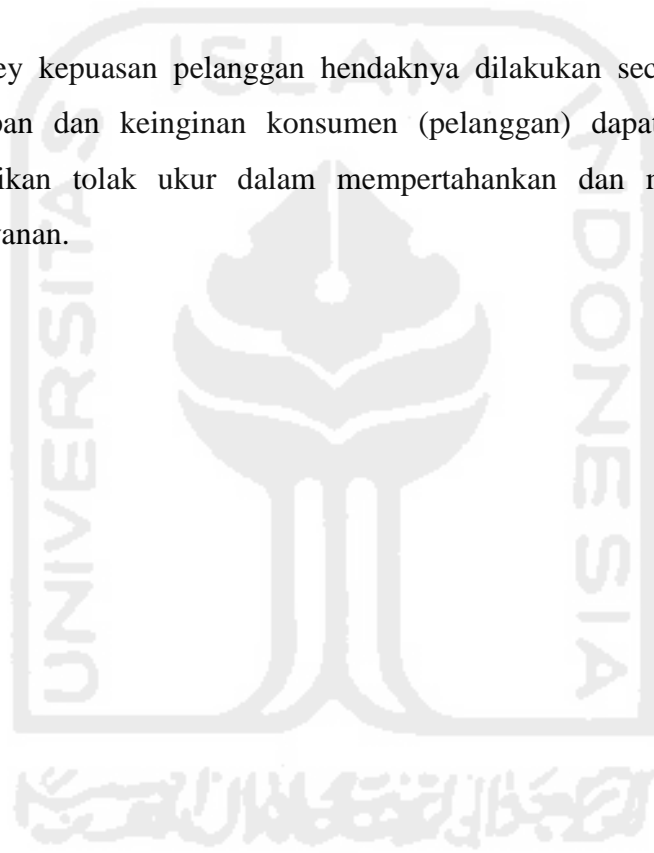 ey kepuasan pelanggan hendaknya dilakukan sec
pan dan keinginan konsumen (pelanggan) dapat
ikan tolak ukur dalam mempertahankan dan
yanan.
ISLAM
UNIVERSITAS
INDONESIA